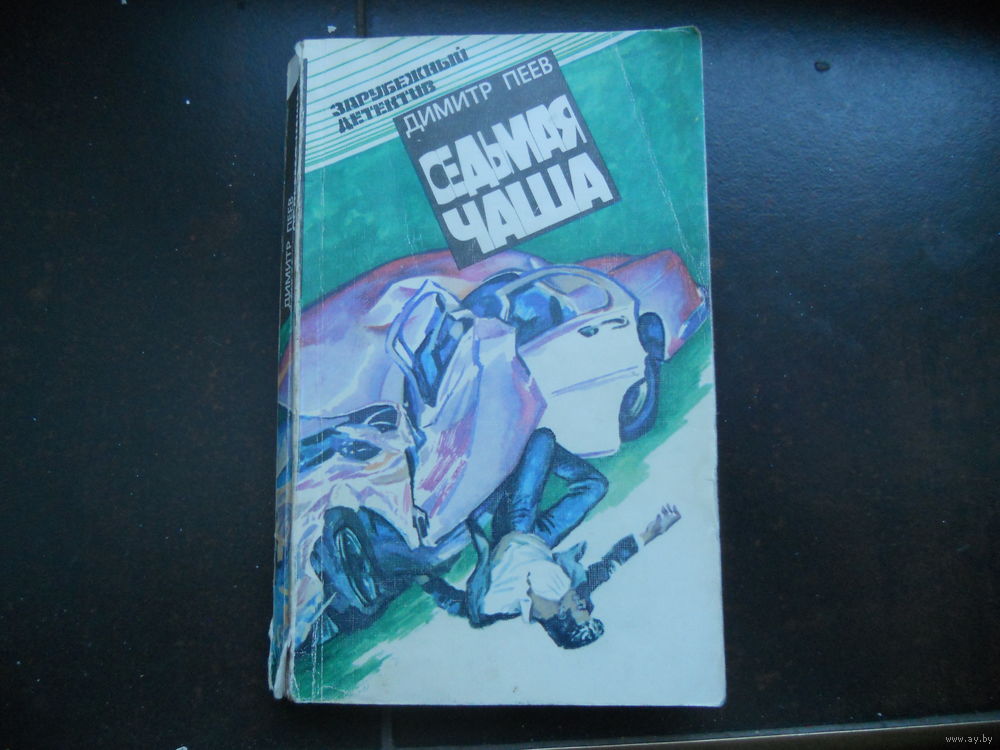 ЗАРУБЕЖНЫЙ
ДЕТЕКТИВ
ДИМИТР ПЕЕВ
СЕДЬМАЯ
ЧАША
ДИМИТР ПЕЕВ
www.ay.by